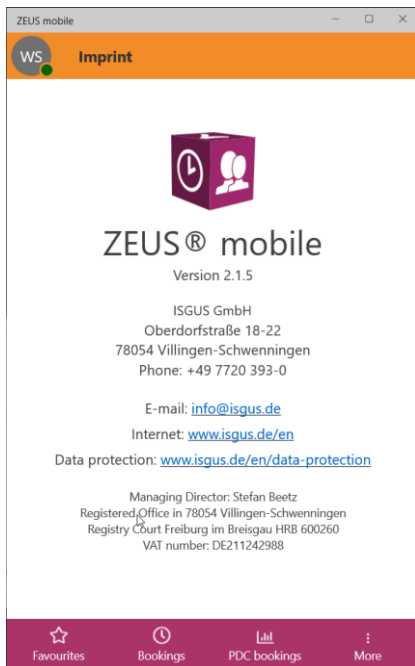 ZEUS mobile
WS
Imprint
ZEUS® mobile
Version 2.1.5
ISGUS GmbH
Oberdorfstraße 18-22
78054 Villingen-Schwenningen
Phone: +49 7720 393-0
E-mail: info@isgus.de
Internet: www.isgus.de/en
Data protection: www.isgus.de/en/data-protection
Managing Director: Stefan Beetz
Registered Office in 78054 Villingen-Schwenningen
Registry Court Freiburg im Breisgau HRB 600260
VAT number: DE211242988
Favourites Bookings PDC bookings More